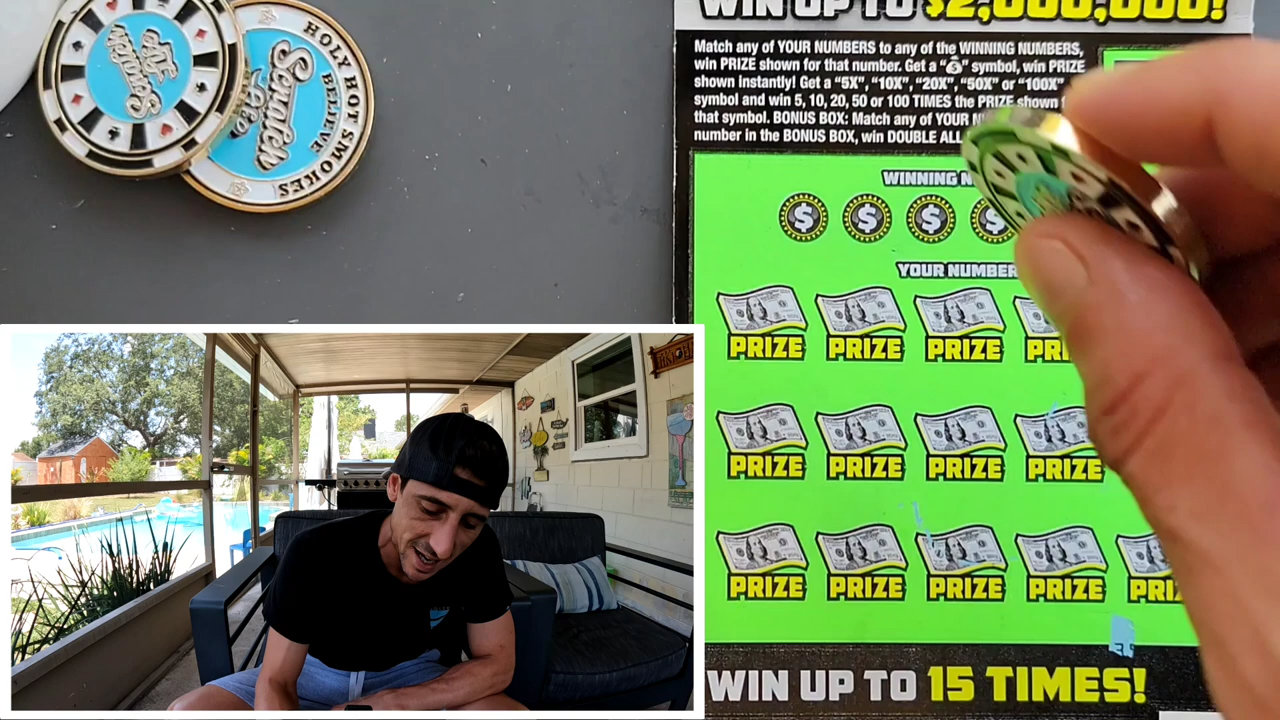 HOLY HOT SMOKES
BELIEVE
Scratch
WIN UP TO $2,000,000!
Match any of YOUR NUMBERS to any of the WINNING NUMBERS,
win PRIZE shown for that number. Get a " $ " symbol, win PRIZE
shown instantly! Get a "5X", "10X", "20X", "50X" or "100X"
symbol and win 5, 10, 20, 50 or 100 TIMES the PRIZE shown
that symbol. BONUS BOX: Match any of YOUR
number in the BONUS BOX, win DOUBLE ALL
WINNING
$ $ $ $
YOUR
PRIZE PRIZE PRIZE
PRIZE PRIZE PRIZE PRIZE
PRIZE PRIZE PRIZE PRIZE
WIN UP TO 15 TIMES!